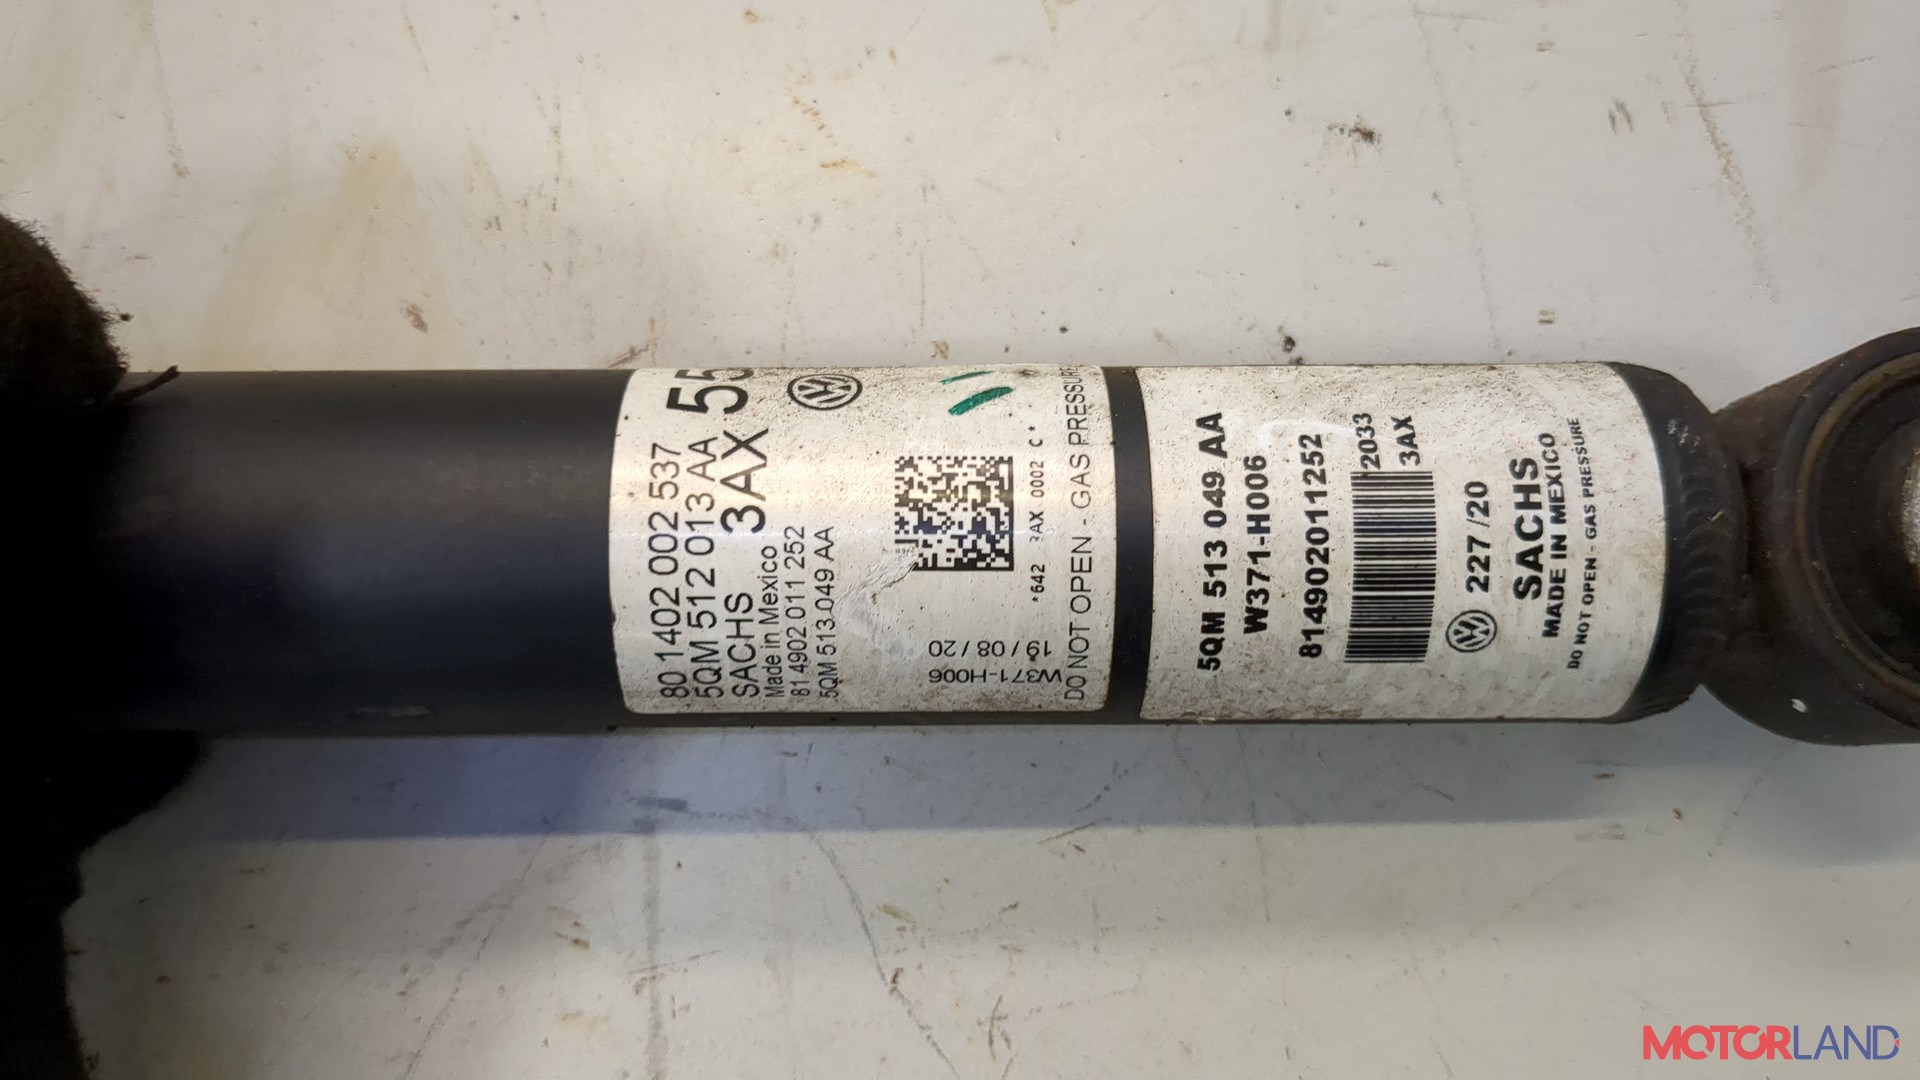 80 1402 002 537
5QM 512 013 AA
SACHS 3AX
Made in Mexico
81 4902 0111 252
5QM 513 049 AA
W371-H006
19/08/20
*642 3AX 0002 C*
DO NOT OPEN - GAS PRESSURE
5QM 513 049 AA
W371-H006
814902011252
2033
3AX
227/20
SACHS
MADE IN MEXICO
DO NOT OPEN - GAS PRESSURE
MOTORLAND